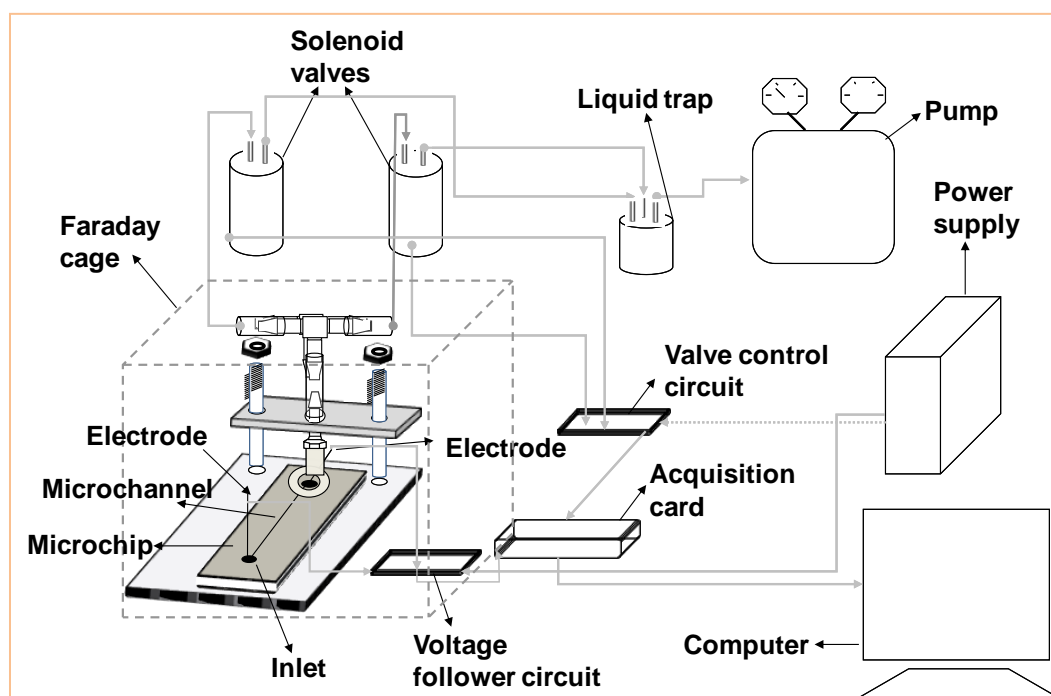 Solenoid
valves
Liquid trap
Pump
Power
supply
Faraday
cage
Valve control
circuit
Electrode
Electrode
Microchannel
Acquisition
card
Microchip
Inlet
Voltage
follower circuit
Computer